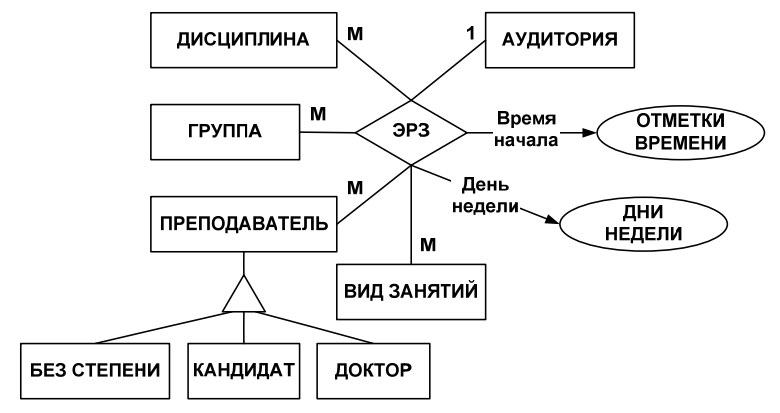 ДИСЦИПЛИНА
М
1
АУДИТОРИЯ
ГРУППА
М
ЭРЗ
Время
начала
ОТМЕТКИ
ВРЕМЕНИ
М
День
недели
ДНИ
НЕДЕЛИ
ПРЕПОДАВАТЕЛЬ
М
ВИД ЗАНЯТИЙ
БЕЗ СТЕПЕНИ
КАНДИДАТ
ДОКТОР